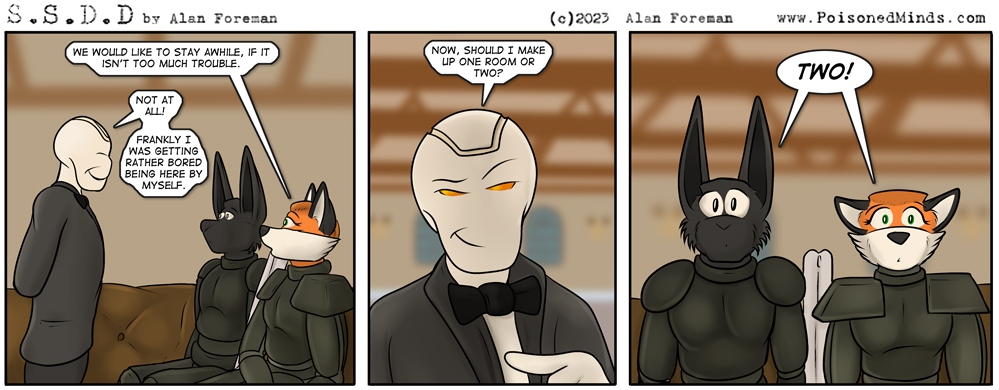 S.S.D.D by Alan Foreman (c)2023 Alan Foreman www.PoisonedMinds.com
WE WOULD LIKE TO STAY AWHILE, IF IT
ISN'T TOO MUCH TROUBLE.
NOT AT
ALL!
FRANKLY I
WAS GETTING
RATHER BORED
BEING HERE BY
MYSELF.
NOW, SHOULD I MAKE
UP ONE ROOM OR
TWO?
TWO!